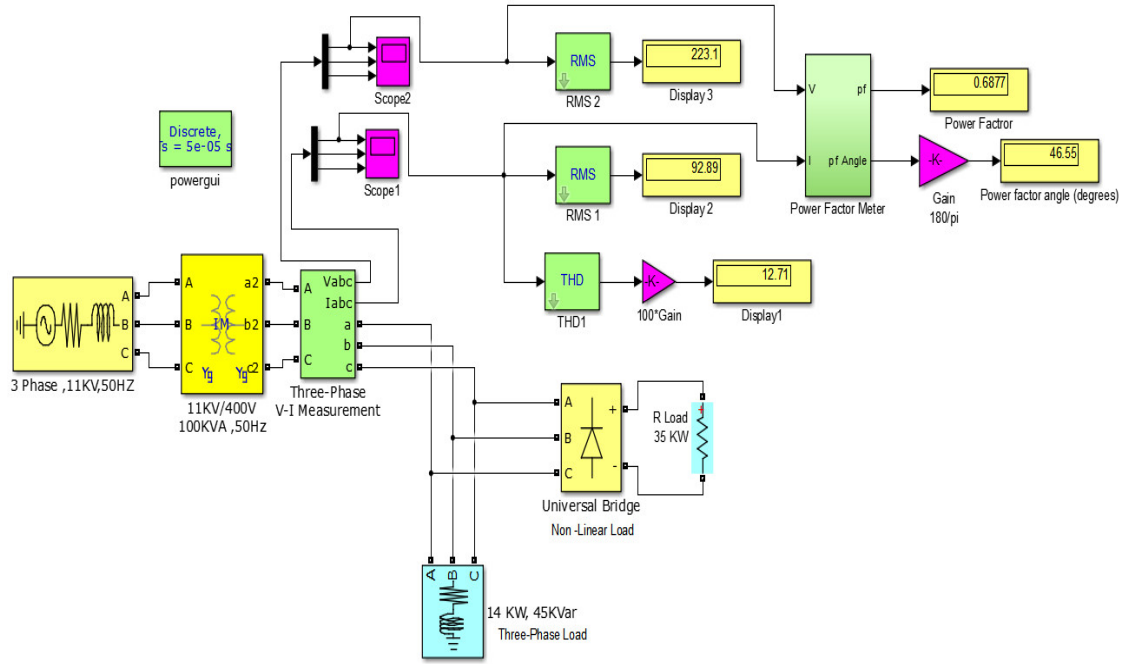 Scope2
RMS
RMS 2
223.1
Display 3
V
I
pf
pf Angle
Power Factor Meter
0.6877
Power Factror
-K-
Gain
180/pi
46.55
Power factor angle (degrees)
Discrete,
s = 5e-05 s
powergui
Scope1
RMS
RMS 1
92.89
Display 2
THD
THD1
-K-
100*Gain
12.71
Display1
A
B
C
3 Phase ,11KV,50HZ
A
B
C
IM
Yg
Yg
a2
b2
c2
11KV/400V
100KVA ,50Hz
A
B
C
Vabc
Iabc
a
b
c
Three-Phase
V-I Measurement
A
B
C
+
-
Universal Bridge
Non -Linear Load
R Load
35 KW
+
A
B
C
14 KW, 45KVar
Three-Phase Load